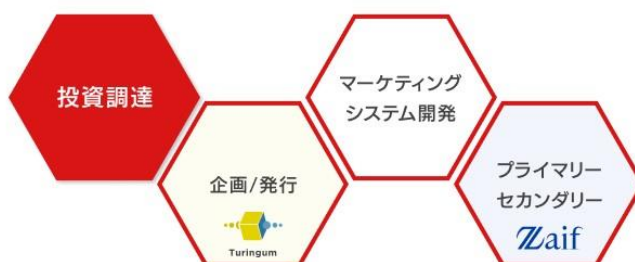 投資調達
企画/発行
Turingum
マーケティング
システム開発
プライマリー
セカンダリー
Zaif